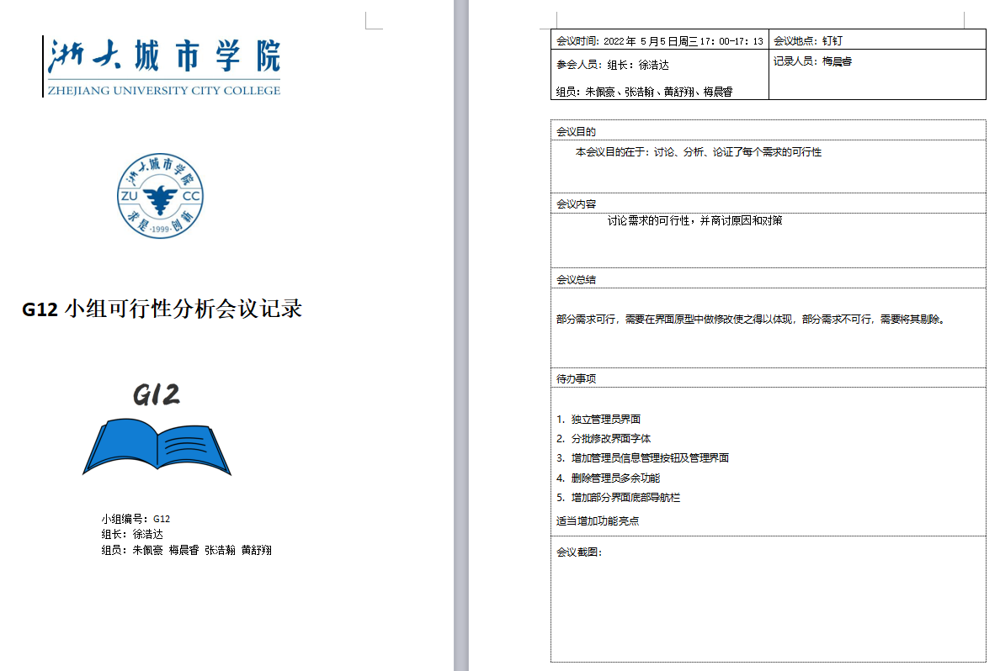 浙大城市学院
ZHEJIANG UNIVERSITY CITY COLLEGE
浙大城市学院
ZU CC
求是·1999·创新
G12 小组可行性分析会议记录
G12
小组编号：G12
组长：徐浩达
组员：朱佩豪 梅晨睿 张浩翰 黄舒翔
会议时间：2022年 5月5日周三17：00-17：13 会议地点：钉钉
参会人员：组长：徐浩达 记录人员：梅晨睿
组员：朱佩豪、张浩翰、黄舒翔、梅晨睿
会议目的
本会议目的在于：讨论、分析、论证了每个需求的可行性
会议内容
讨论需求的可行性，并商讨原因和对策
会议总结
部分需求可行，需要在界面原型中做修改使之得以体现，部分需求不可行，需要将其剔除。
待办事项
1. 独立管理员界面
2. 分批修改界面字体
3. 增加管理员信息管理按钮及管理界面
4. 删除管理员多余功能
5. 增加部分界面底部导航栏
适当增加功能亮点
会议截图：